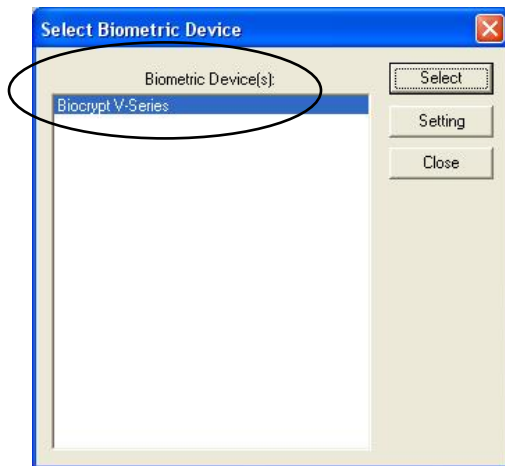 Select Biometric Device
Biometric Device(s):
Biocrypt V-Series
Select
Setting
Close